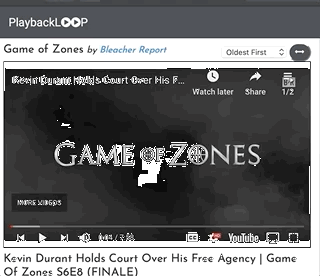 PlaybackLOOP
Game of Zones by Bleacher Report
Oldest First
Kevin Durant Holds Court Over His F...
Watch later
Share
1/2
GAME OF ZONES
MORE VIDEOS
YouTube
Kevin Durant Holds Court Over His Free Agency | Game
Of Zones S6E8 (FINALE)